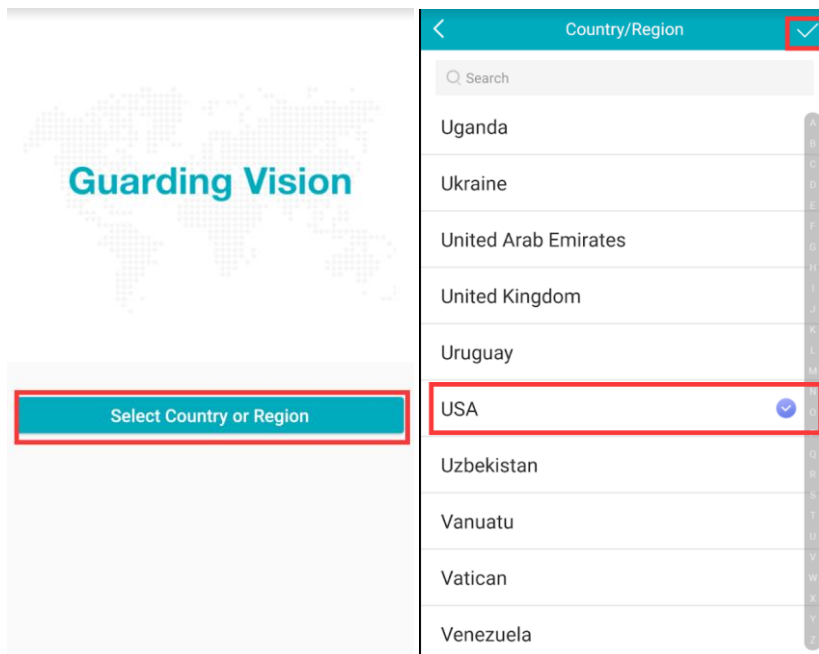 Guarding Vision
Select Country or Region
Country/Region
Search
Uganda
Ukraine
United Arab Emirates
United Kingdom
Uruguay
USA
Uzbekistan
Vanuatu
Vatican
Venezuela
A
B
C
D
E
F
G
H
I
J
K
L
M
N
O
Q
R
S
T
U
V
W
X
Y
Z